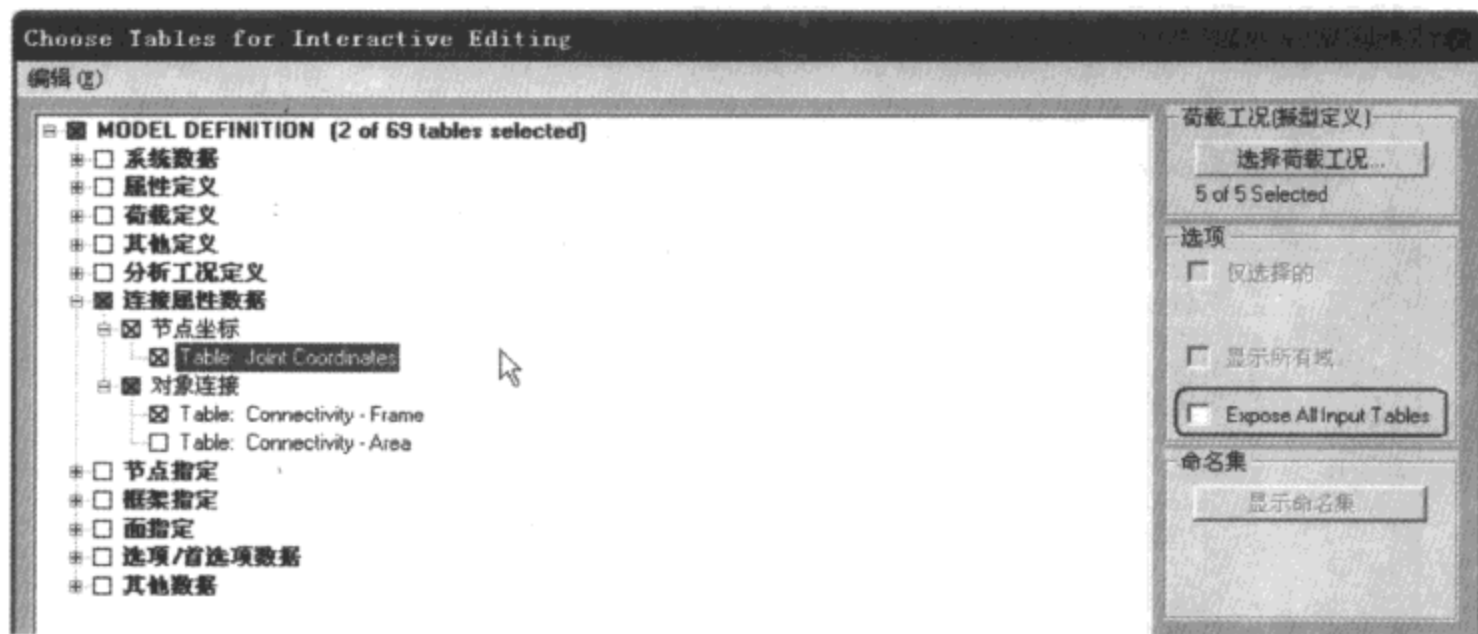 Choose Tables for Interactive Editing
编辑(E)
MODEL DEFINITION (2 of 69 tables selected)
系统数据
属性定义
荷载定义
其他定义
分析工况定义
连接属性数据
节点坐标
Table: Joint Coordinates
对象连接
Table: Connectivity - Frame
Table: Connectivity - Area
节点指定
框架指定
面指定
选项/首选项数据
其他数据
荷载工况(振型定义)
选择荷载工况...
5 of 5 Selected
选项
仅选择的
显示所有域
Expose All Input Tables
命名集
显示命名集